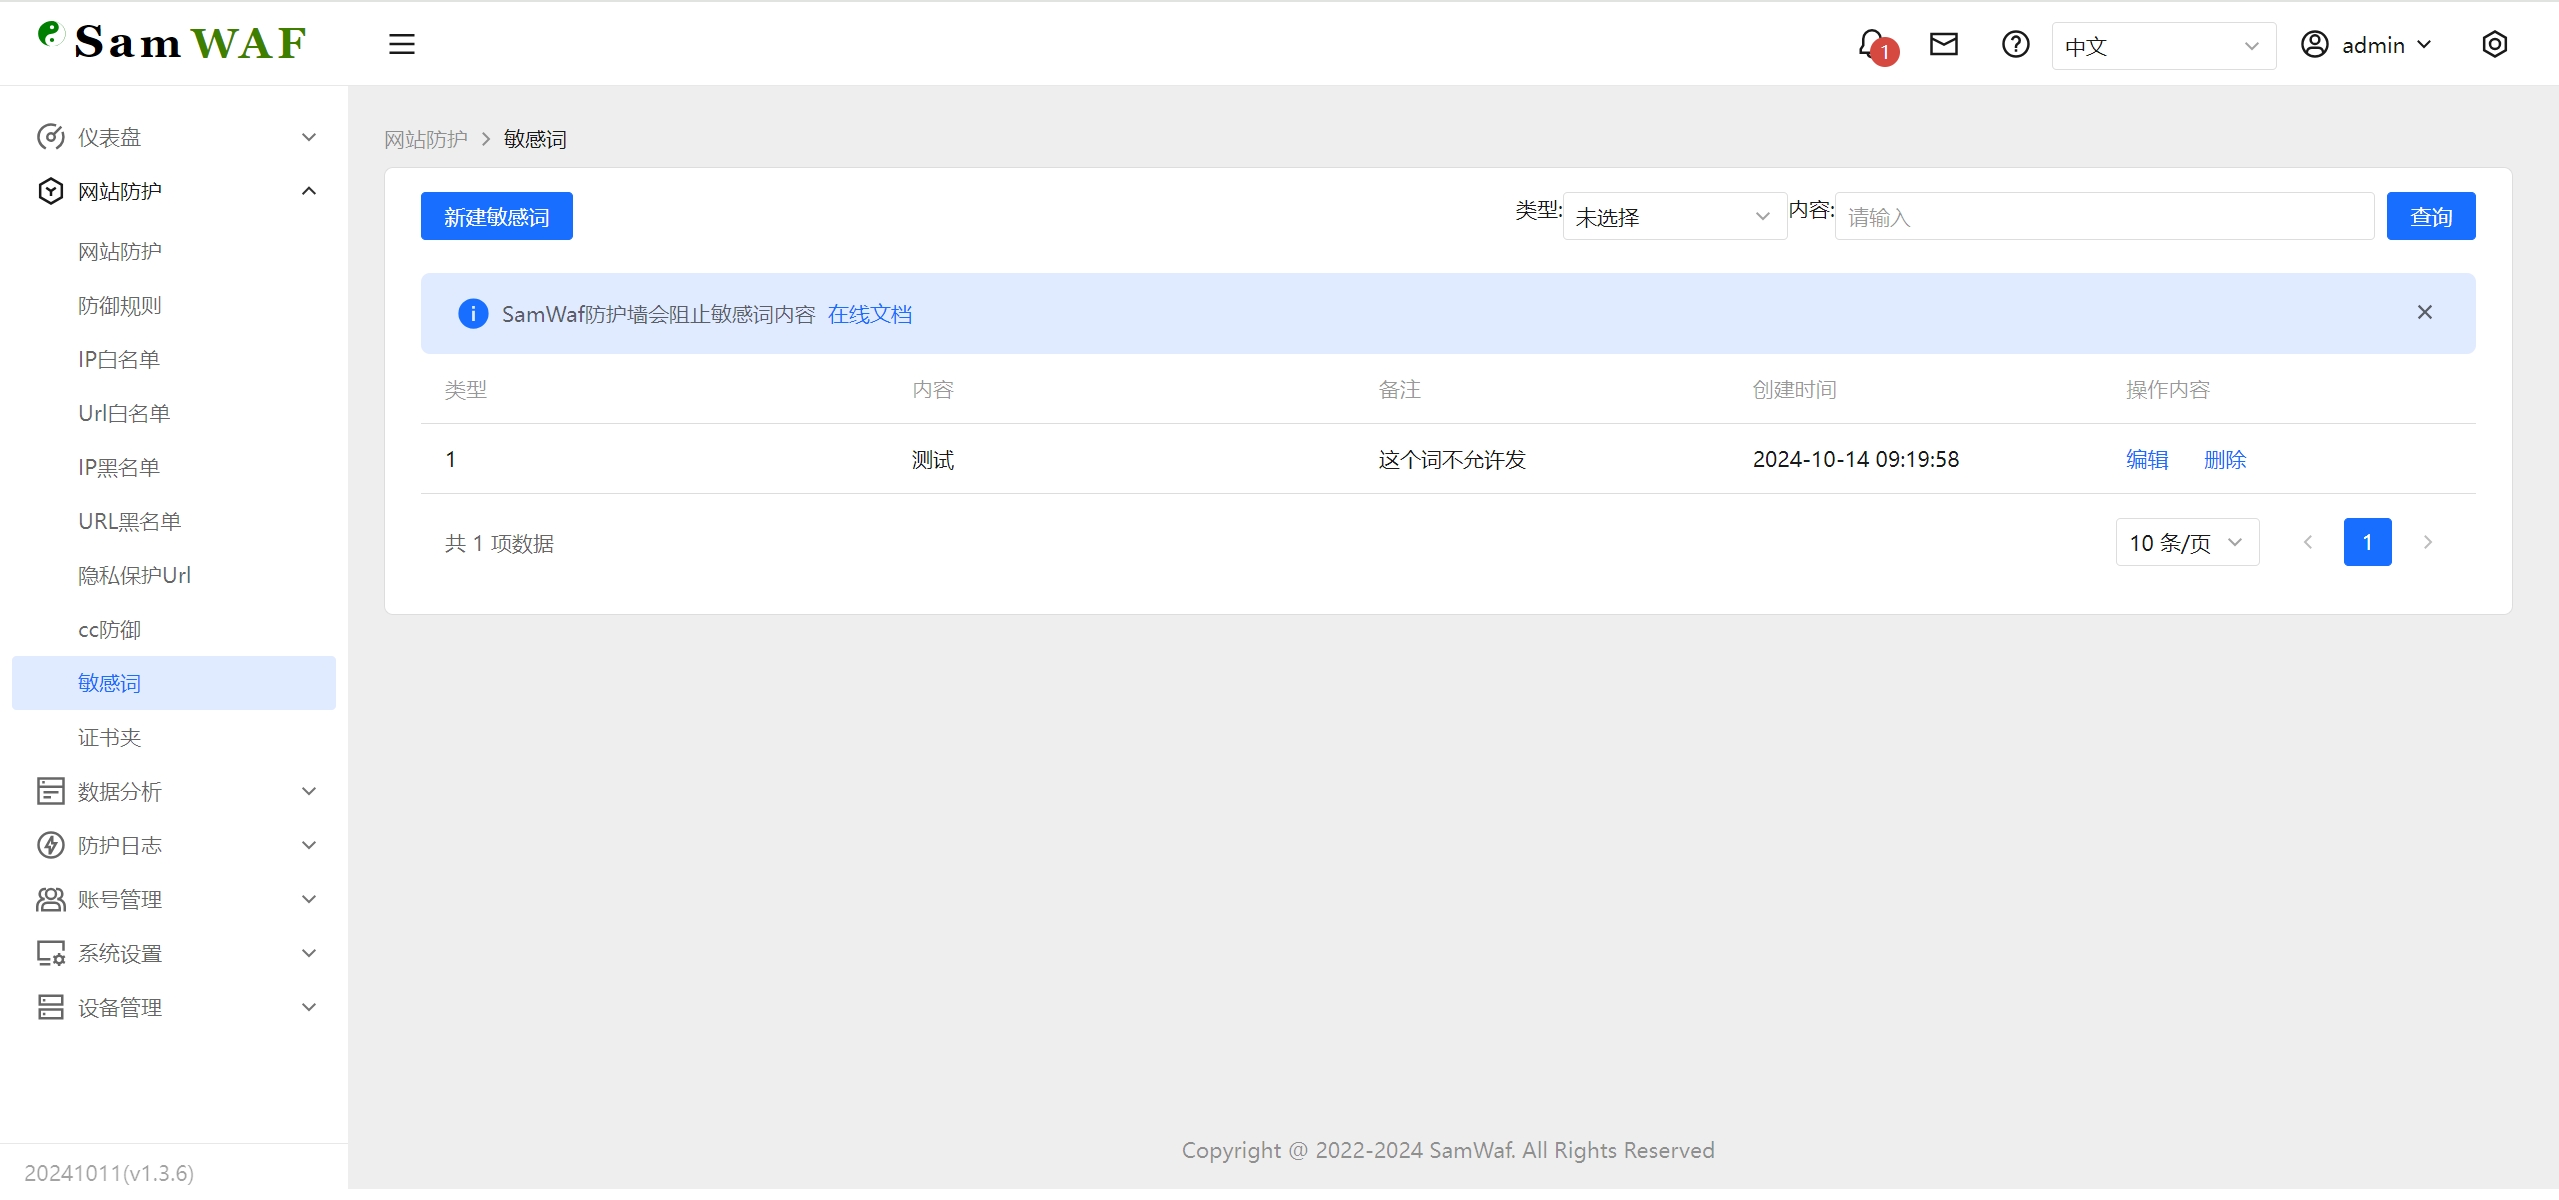 Sam WAF
1
中文
admin
仪表盘
网站防护
网站防护
防御规则
IP白名单
Url白名单
IP黑名单
URL黑名单
隐私保护Url
cc防御
敏感词
证书夹
数据分析
防护日志
账号管理
系统设置
设备管理
20241011(v1.3.6)
网站防护 > 敏感词
新建敏感词
类型: 未选择 内容: 请输入 查询
SamWaf防护墙会阻止敏感词内容 在线文档
类型 内容 备注 创建时间 操作内容
1 测试 这个词不允许发 2024-10-14 09:19:58 编辑 删除
共 1 项数据 10 条/页 1
Copyright @ 2022-2024 SamWaf. All Rights Reserved